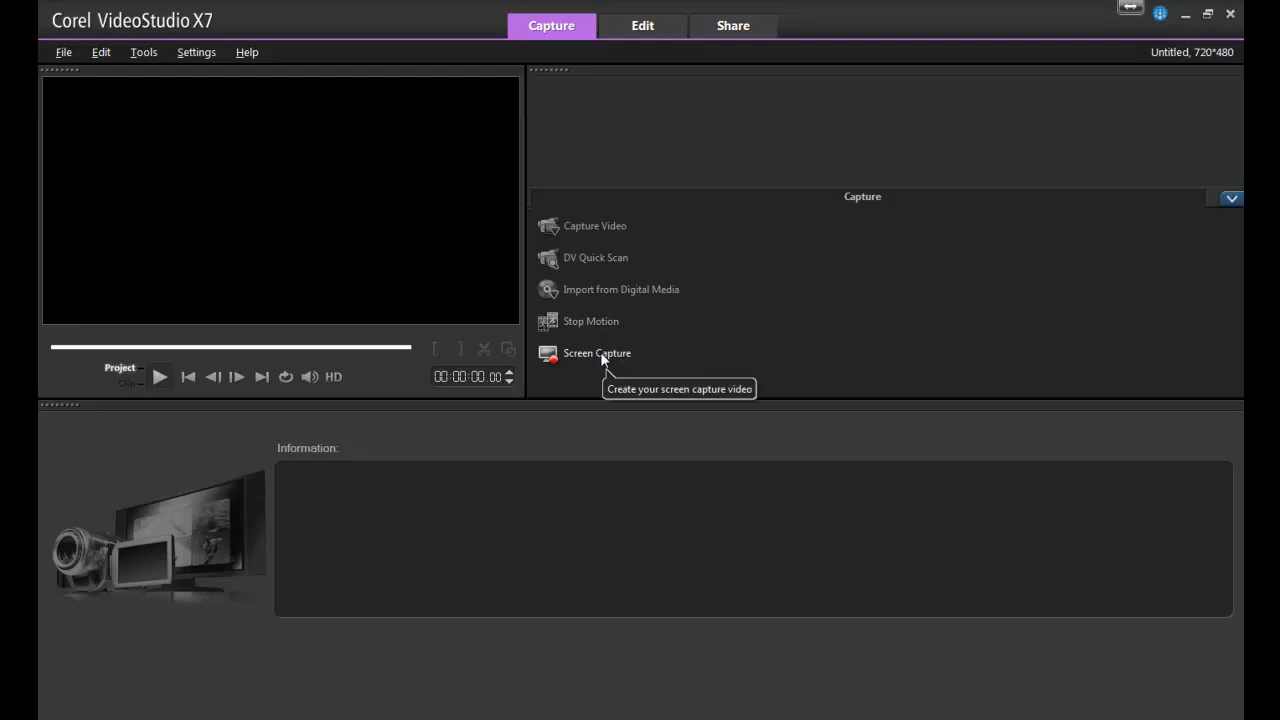 Corel VideoStudio X7
Capture
Edit
Share
File
Edit
Tools
Settings
Help
Untitled, 720*480
Capture
Capture Video
DV Quick Scan
Import from Digital Media
Stop Motion
Screen Capture
Create your screen capture video
Project
Clip
HD
00:00:00.00
Information: